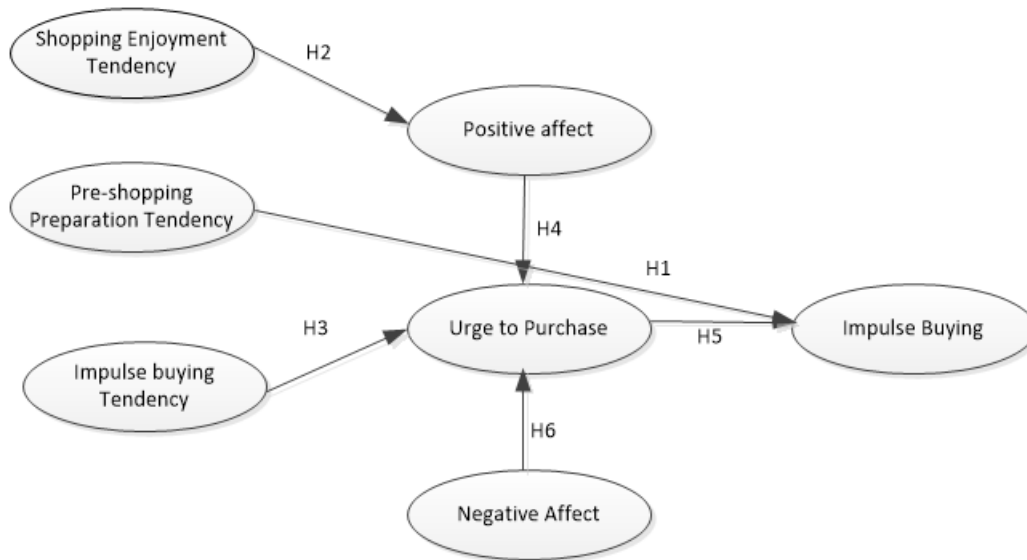 Shopping Enjoyment
Tendency
H2
Positive affect
Pre-shopping
Preparation Tendency
H4
H1
Urge to Purchase
H5
Impulse Buying
H3
Impulse buying
Tendency
H6
Negative Affect